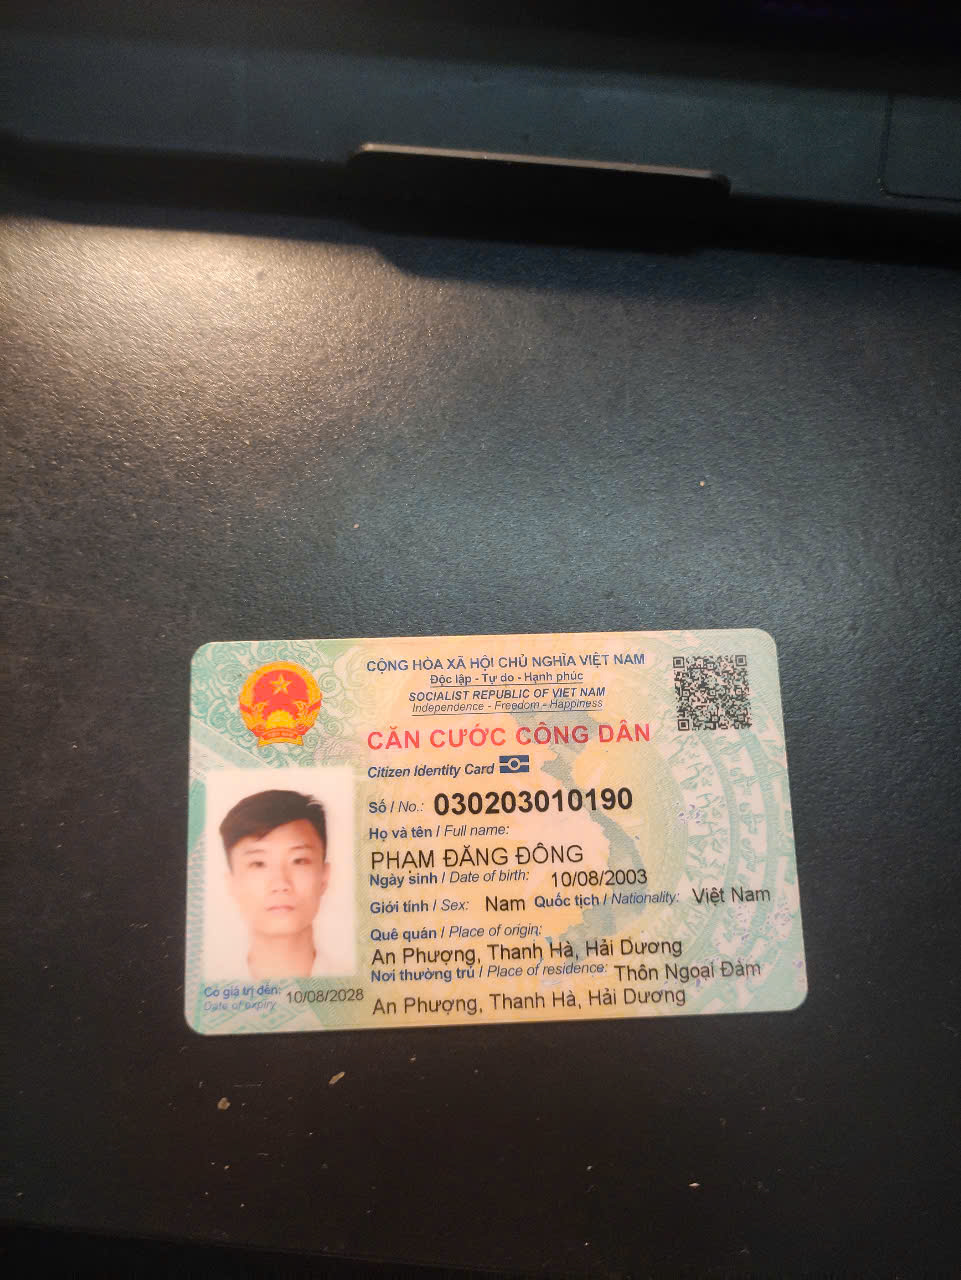 CỘNG HÒA XÃ HỘI CHỦ NGHĨA VIỆT NAM
Độc lập - Tự do - Hạnh phúc
SOCIALIST REPUBLIC OF VIET NAM
Independence - Freedom - Happiness
CĂN CƯỚC CÔNG DÂN
Citizen Identity Card
Số / No.: 030203010190
Họ và tên / Full name:
PHẠM ĐĂNG ĐÔNG
Ngày sinh / Date of birth: 10/08/2003
Giới tính / Sex: Nam Quốc tịch / Nationality: Việt Nam
Quê quán / Place of origin:
An Phượng, Thanh Hà, Hải Dương
Nơi thường trú / Place of residence: Thôn Ngoại Đàm
An Phượng, Thanh Hà, Hải Dương
Có giá trị đến: 10/08/2028
Date of expiry